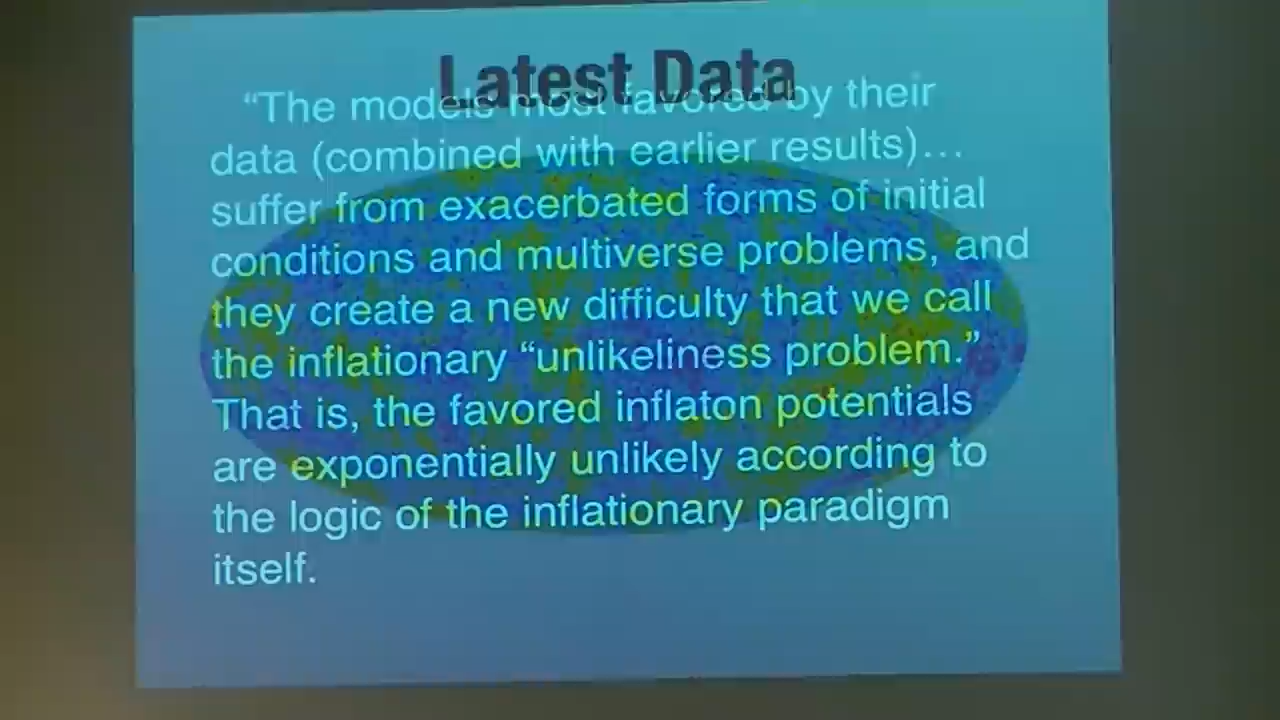 Latest Data
“The models most favored by their
data (combined with earlier results)…
suffer from exacerbated forms of initial
conditions and multiverse problems, and
they create a new difficulty that we call
the inflationary “unlikeliness problem.”
That is, the favored inflaton potentials
are exponentially unlikely according to
the logic of the inflationary paradigm
itself.